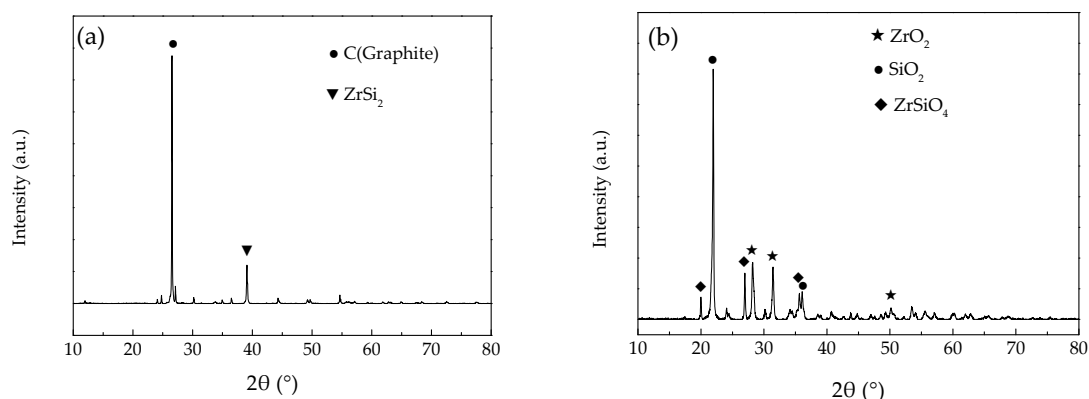 (a)
● C(Graphite)
▼ ZrSi₂
Intensity (a.u.)
10 20 30 40 50 60 70 80
2θ (°)
(b)
★ ZrO₂
● SiO₂
◆ ZrSiO₄
Intensity (a.u.)
10 20 30 40 50 60 70 80
2θ (°)